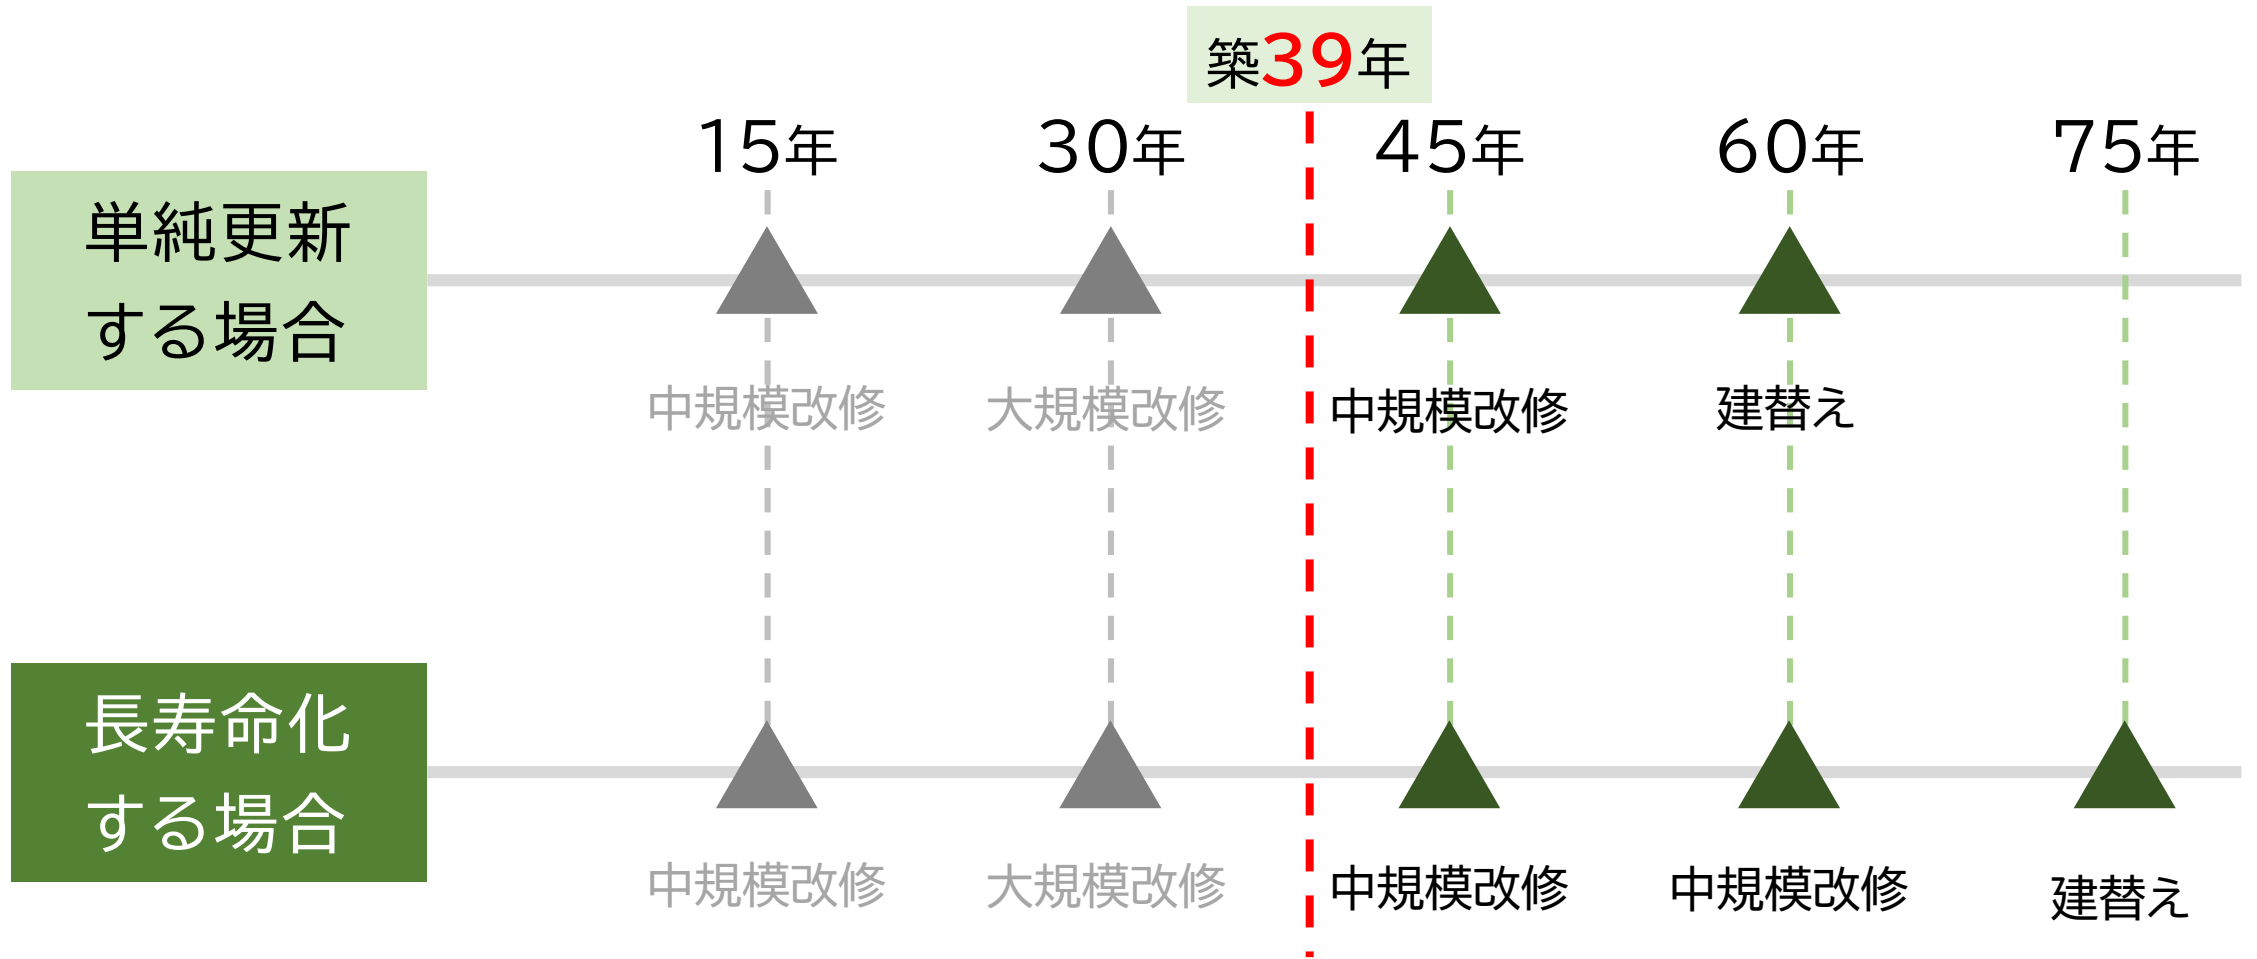 築39年
15年
30年
45年
60年
75年
単純更新
する場合
中規模改修
大規模改修
中規模改修
建替え
長寿命化
する場合
中規模改修
大規模改修
中規模改修
中規模改修
建替え